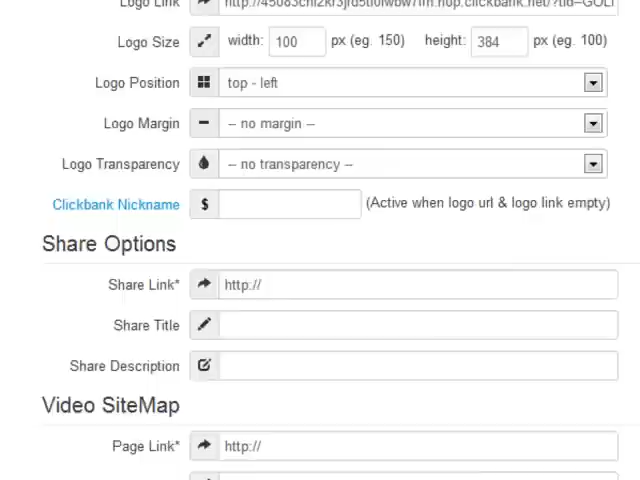 Logo Link
Logo Size width: 100 px (eg. 150) height: 384 px (eg. 100)
Logo Position top - left
Logo Margin -- no margin --
Logo Transparency -- no transparency --
Clickbank Nickname $ (Active when logo url & logo link empty)
Share Options
Share Link* http://
Share Title
Share Description
Video SiteMap
Page Link* http://